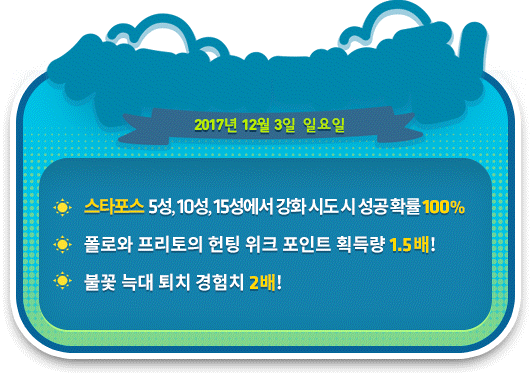 2017년 12월 3일 일요일
스타포스 5성, 10성, 15성에서 강화 시도 시 성공 확률 100%
폴로와 프리토의 헌팅 위크 포인트 획득량 1.5배!
불꽃 늑대 퇴치 경험치 2배!